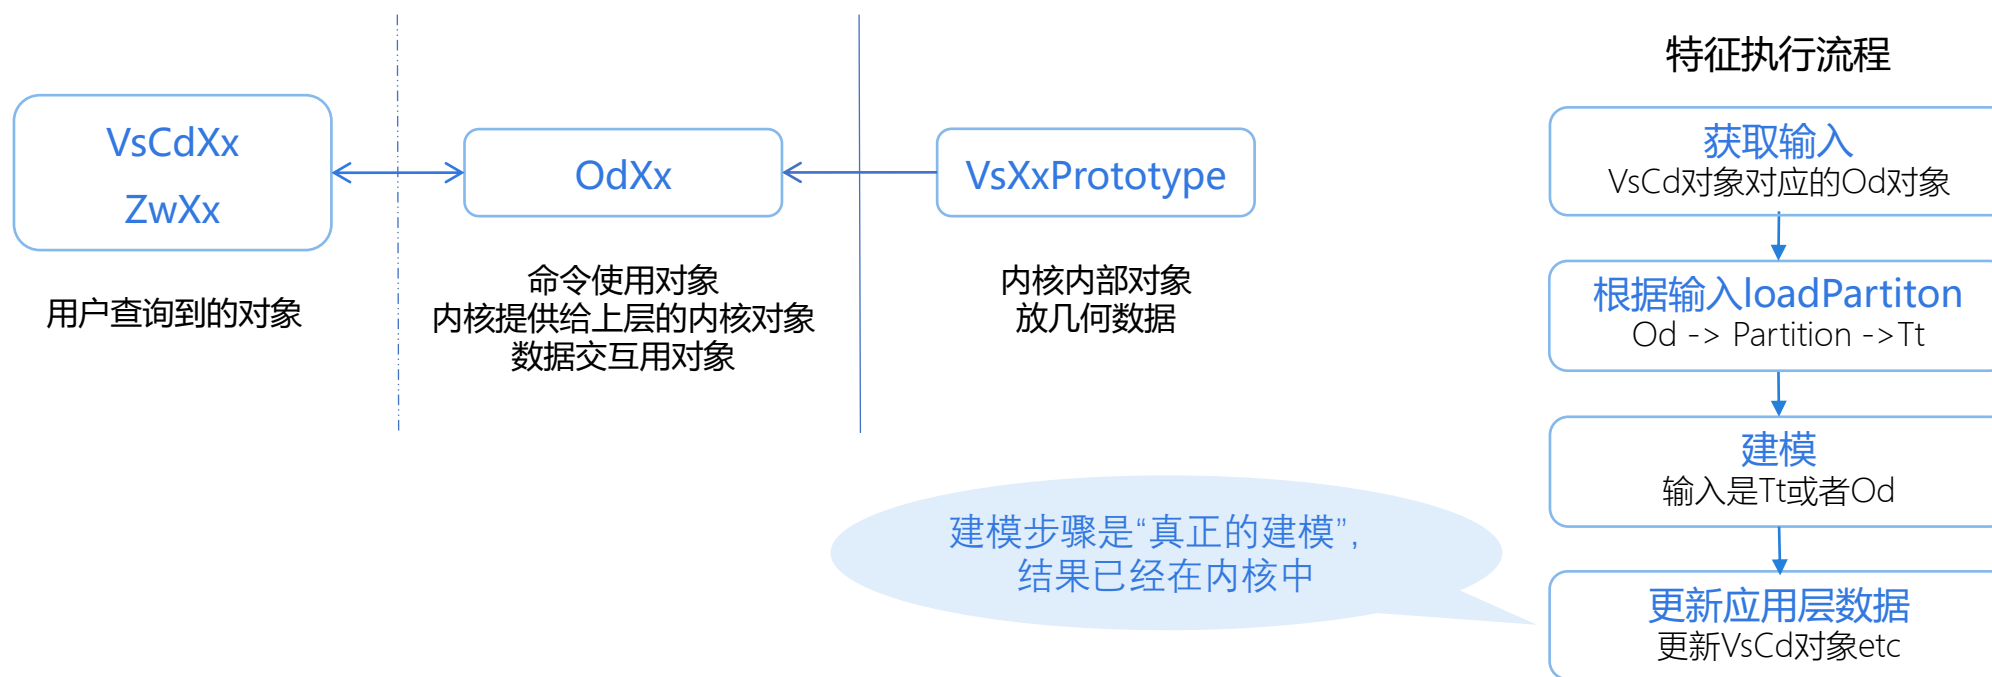 VsCdXx
ZwXx
用户查询到的对象
OdXx
命令使用对象
内核提供给上层的内核对象
数据交互用对象
VsXxPrototype
内核内部对象
放几何数据
特征执行流程
获取输入
VsCd对象对应的Od对象
根据输入loadPartiton
Od -> Partition ->Tt
建模
输入是Tt或者Od
更新应用层数据
更新VsCd对象etc
建模步骤是“真正的建模”,
结果已经在内核中